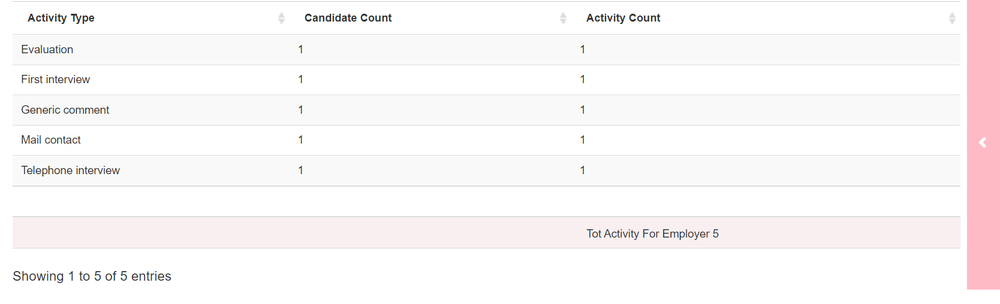 Activity Type Candidate Count Activity Count
Evaluation 1 1
First interview 1 1
Generic comment 1 1
Mail contact 1 1
Telephone interview 1 1
Tot Activity For Employer 5
Showing 1 to 5 of 5 entries